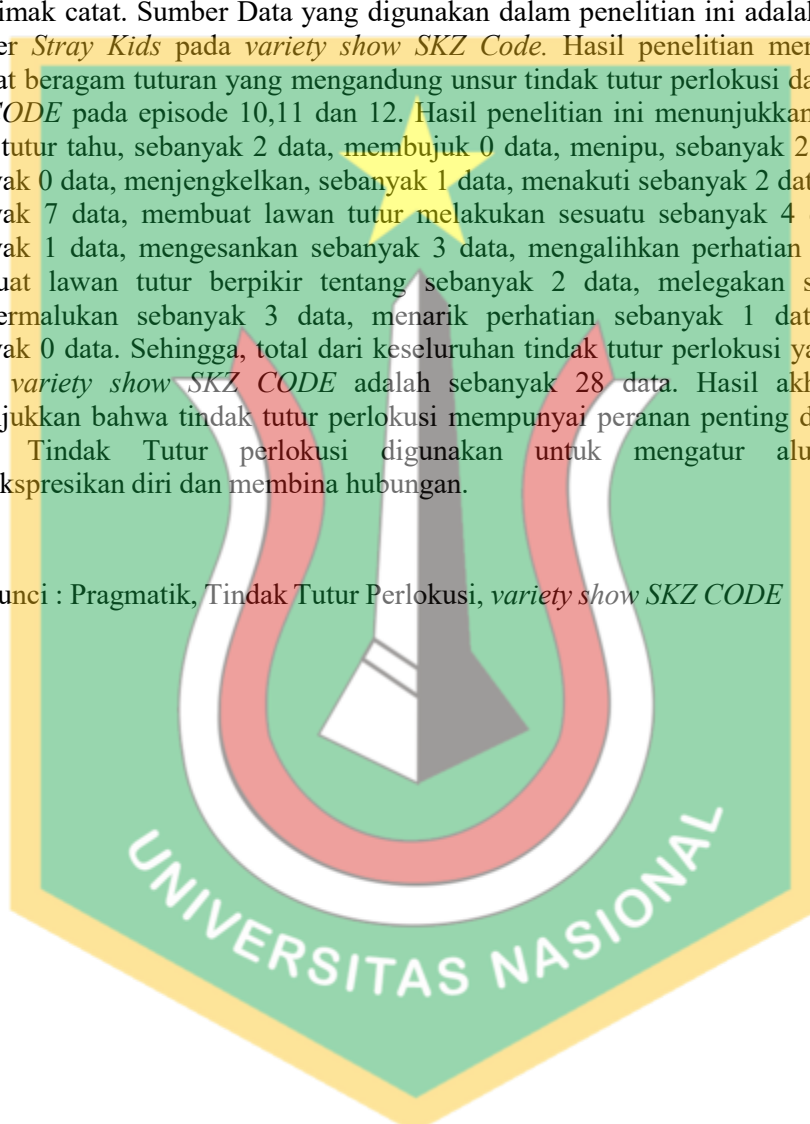 imak catat. Sumber Data yang digunakan dalam penelitian ini adalah
er Stray Kids pada variety show SKZ Code. Hasil penelitian men
at beragam tuturan yang mengandung unsur tindak tutur perlokusi da
CODE pada episode 10,11 dan 12. Hasil penelitian ini menunjukkan
tutur tahu, sebanyak 2 data, membujuk 0 data, menipu, sebanyak 2
yak 0 data, menjengkelkan, sebanyak 1 data, menakuti sebanyak 2 dat
yak 7 data, membuat lawan tutur melakukan sesuatu sebanyak 4
yak 1 data, mengesankan sebanyak 3 data, mengalihkan perhatian
uat lawan tutur berpikir tentang sebanyak 2 data, melegakan s
ermalukan sebanyak 3 data, menarik perhatian sebanyak 1 dat
yak 0 data. Sehingga, total dari keseluruhan tindak tutur perlokusi ya
variety show SKZ CODE adalah sebanyak 28 data. Hasil akh
jukkan bahwa tindak tutur perlokusi mempunyai peranan penting d
Tindak Tutur perlokusi digunakan untuk mengatur alu
kspresikan diri dan membina hubungan.
unci : Pragmatik, Tindak Tutur Perlokusi, variety show SKZ CODE
UNIVERSITAS NASIONAL